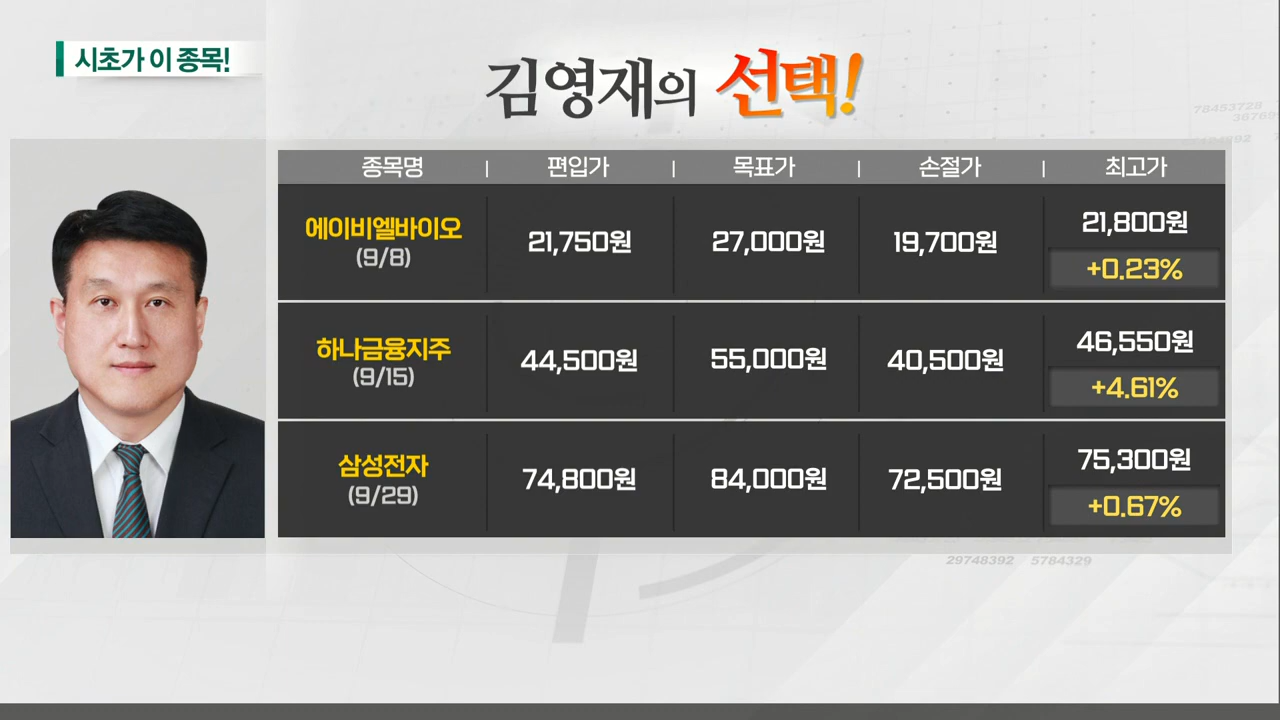 시초가 이 종목!
김영재의 선택!
78453728
종목명 | 편입가 | 목표가 | 손절가 | 최고가
에이비엘바이오
(9/8)
21,750원
27,000원
19,700원
21,800원
+0.23%
하나금융지주
(9/15)
44,500원
55,000원
40,500원
46,550원
+4.61%
삼성전자
(9/29)
74,800원
84,000원
72,500원
75,300원
+0.67%
29748392 5784329